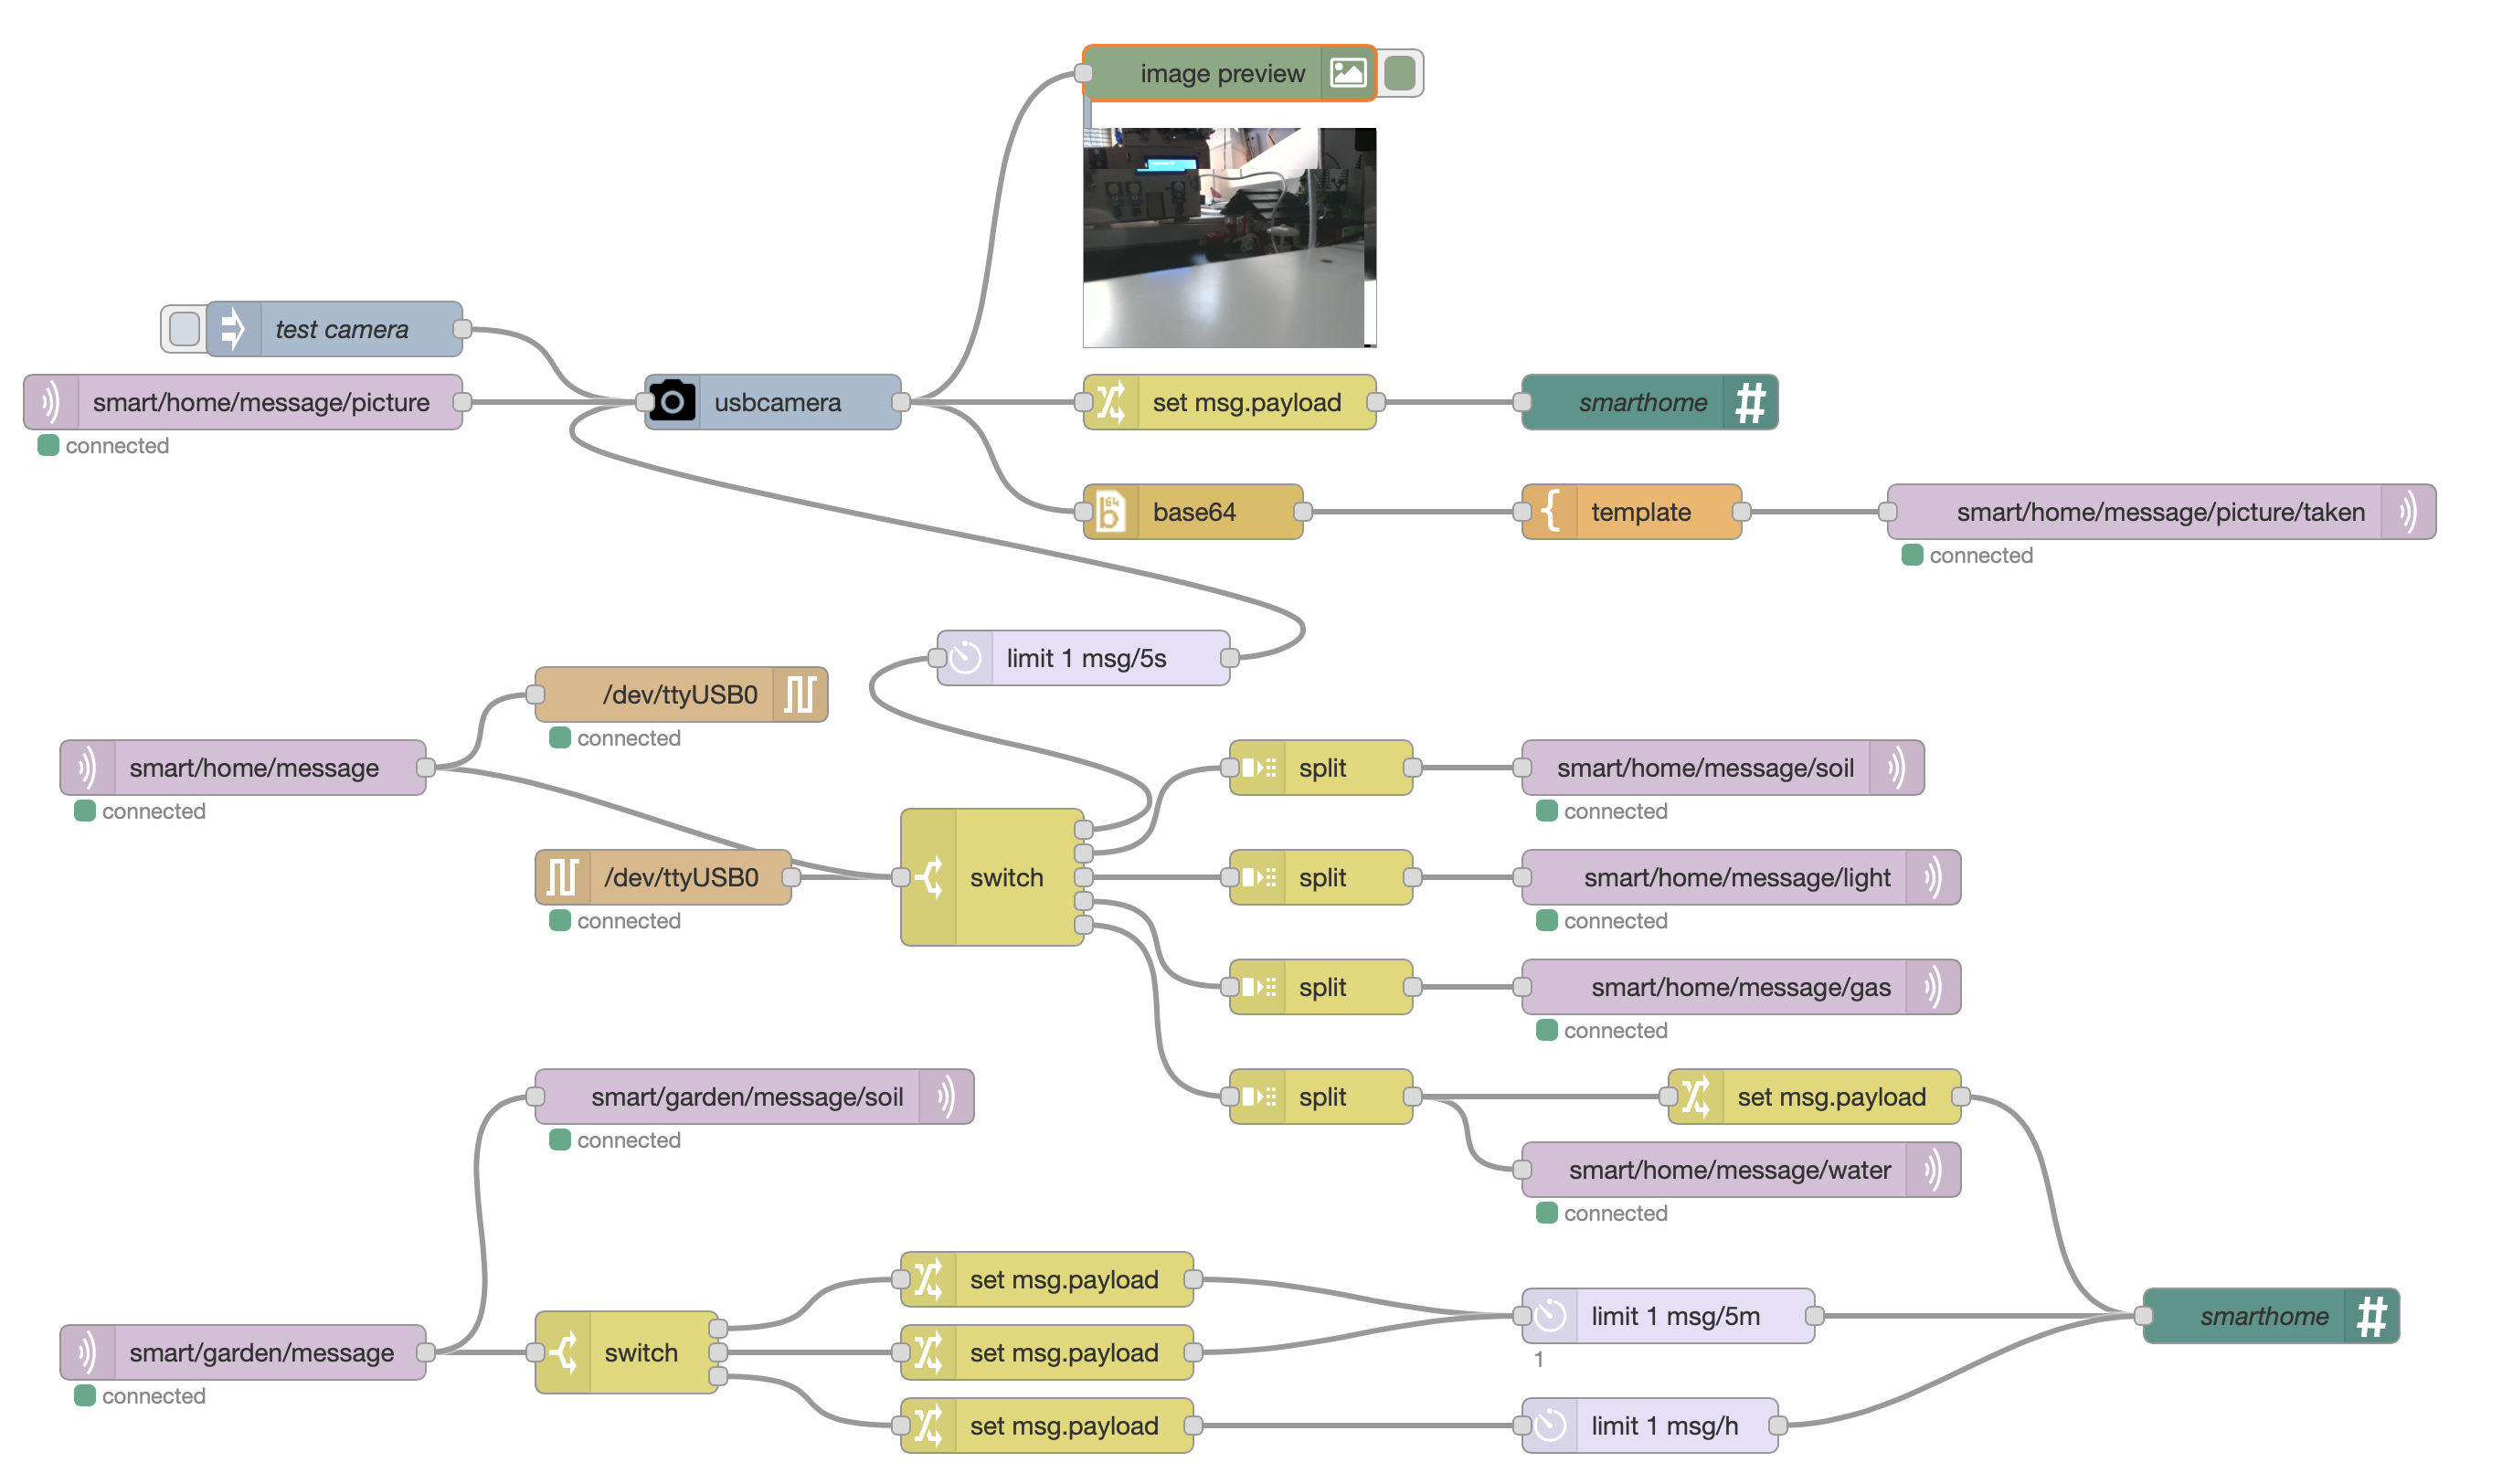 image preview
test camera
smart/home/message/picture
connected
usbcamera
set msg.payload
smarthome
base64
template
smart/home/message/picture/taken
connected
limit 1 msg/5s
/dev/ttyUSB0
connected
smart/home/message
connected
split
smart/home/message/soil
connected
/dev/ttyUSB0
connected
switch
split
smart/home/message/light
connected
split
smart/home/message/gas
connected
smart/garden/message/soil
connected
split
set msg.payload
smart/home/message/water
connected
set msg.payload
limit 1 msg/5m
1
smarthome
smart/garden/message
connected
switch
set msg.payload
set msg.payload
limit 1 msg/h